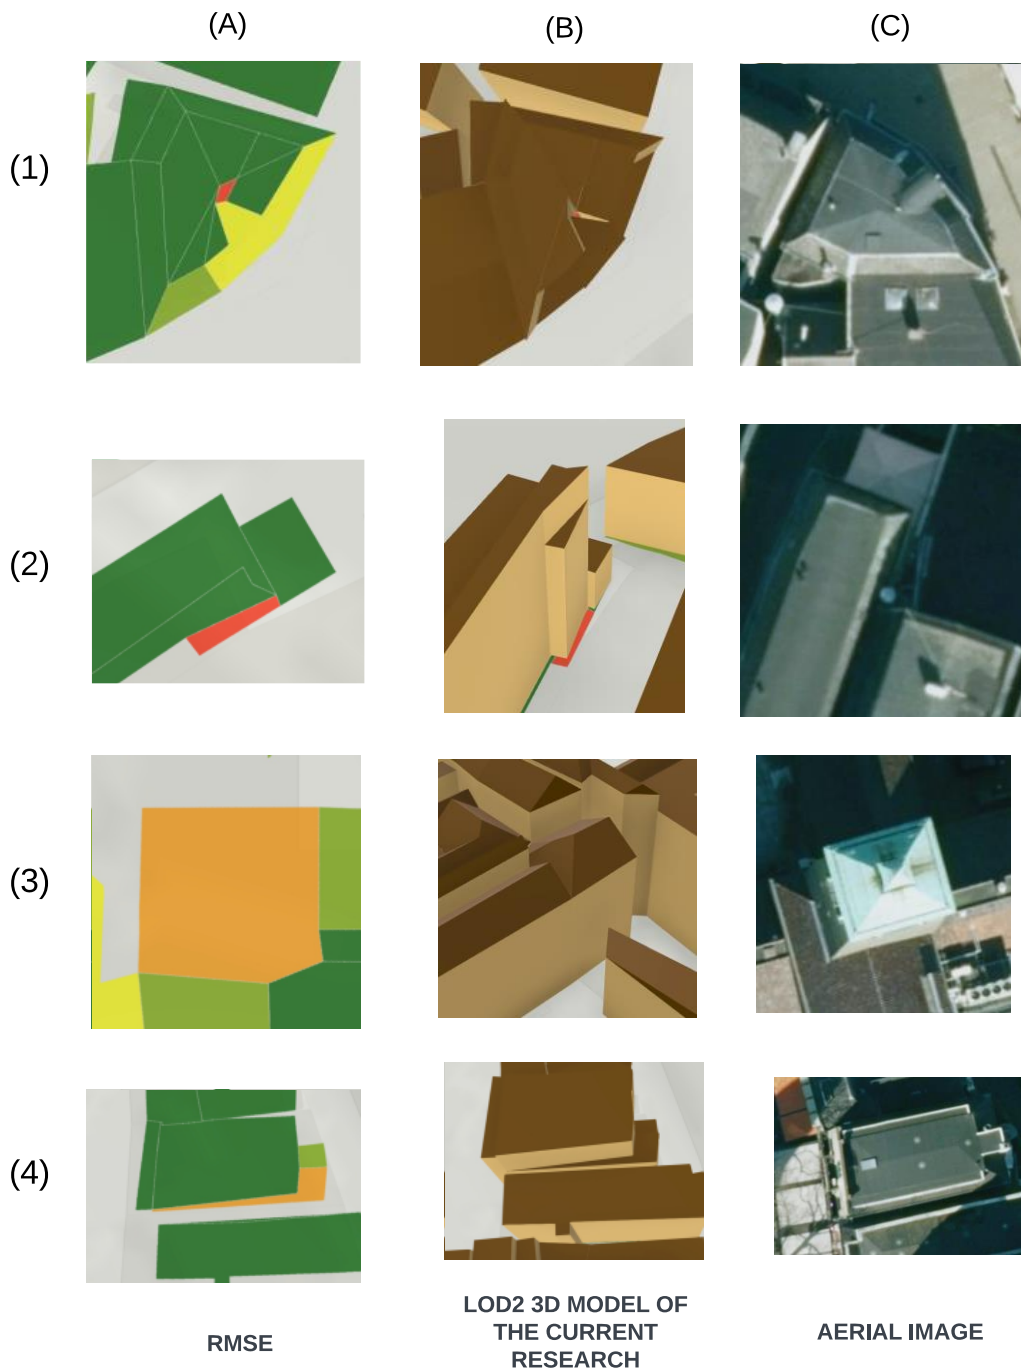 (A)
(B)
(C)
(1)
(2)
(3)
(4)
RMSE
LOD2 3D MODEL OF
THE CURRENT
RESEARCH
AERIAL IMAGE